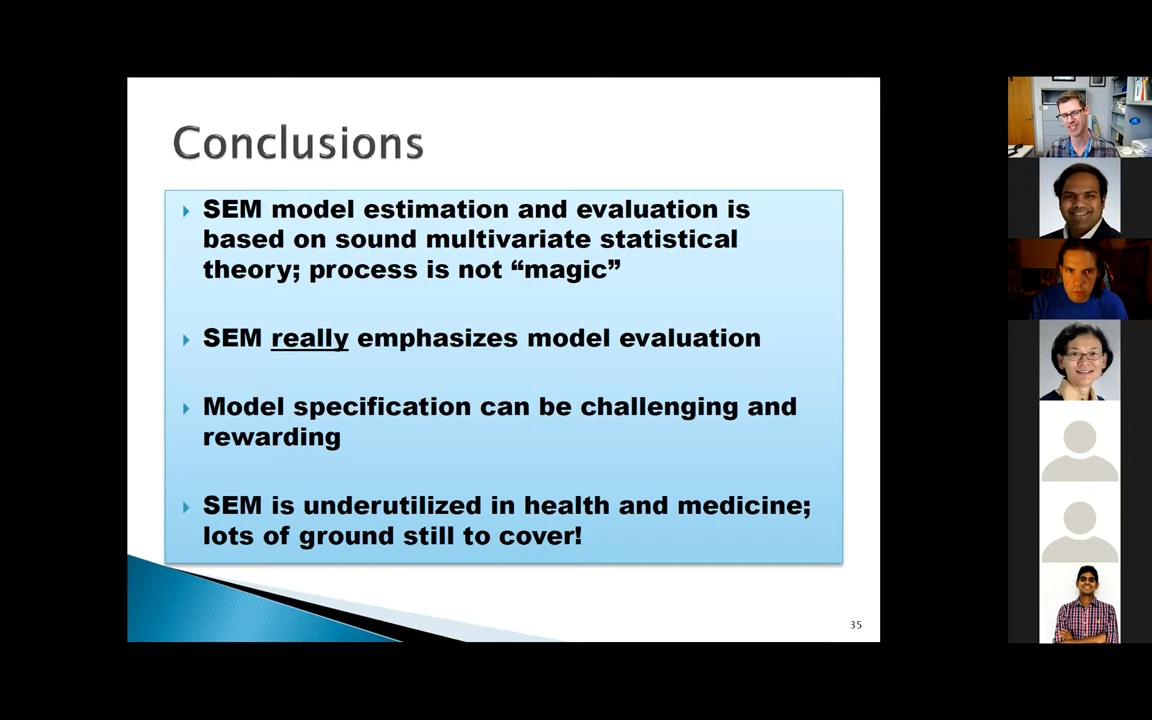 Conclusions
SEM model estimation and evaluation is
based on sound multivariate statistical
theory; process is not “magic”
SEM really emphasizes model evaluation
Model specification can be challenging and
rewarding
SEM is underutilized in health and medicine;
lots of ground still to cover!
35